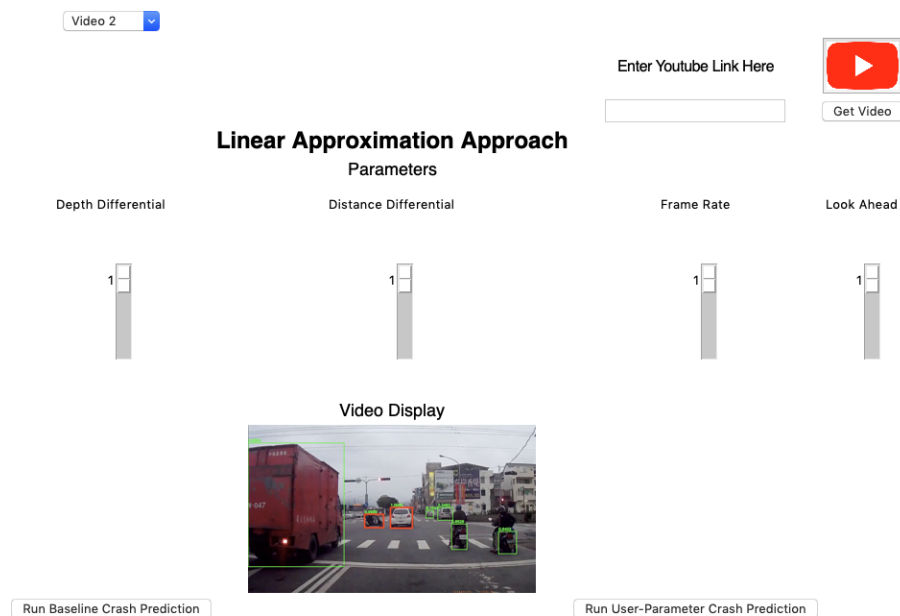 Video 2
Enter Youtube Link Here
Get Video
Linear Approximation Approach
Parameters
Depth Differential
Distance Differential
Frame Rate
Look Ahead
1
1
1
1
Video Display
Run Baseline Crash Prediction
Run User-Parameter Crash Prediction